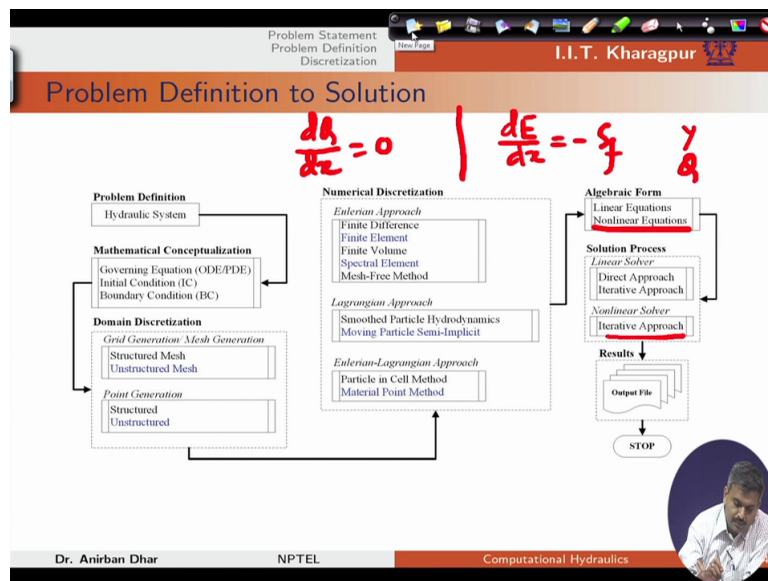 Problem Statement
Problem Definition
Discretization
New Page
I.I.T. Kharagpur
Problem Definition to Solution
dQ/dx = 0 | dE/dx = - Sf
y
Q
Problem Definition
Hydraulic System
Mathematical Conceptualization
Governing Equation (ODE/PDE)
Initial Condition (IC)
Boundary Condition (BC)
Domain Discretization
Grid Generation/ Mesh Generation
Structured Mesh
Unstructured Mesh
Point Generation
Structured
Unstructured
Numerical Discretization
Eulerian Approach
Finite Difference
Finite Element
Finite Volume
Spectral Element
Mesh-Free Method
Lagrangian Approach
Smoothed Particle Hydrodynamics
Moving Particle Semi-Implicit
Eulerian-Lagrangian Approach
Particle in Cell Method
Material Point Method
Algebraic Form
Linear Equations
Nonlinear Equations
Solution Process
Linear Solver
Direct Approach
Iterative Approach
Nonlinear Solver
Iterative Approach
Results
Output File
STOP
Dr. Anirban Dhar
NPTEL
Computational Hydraulics